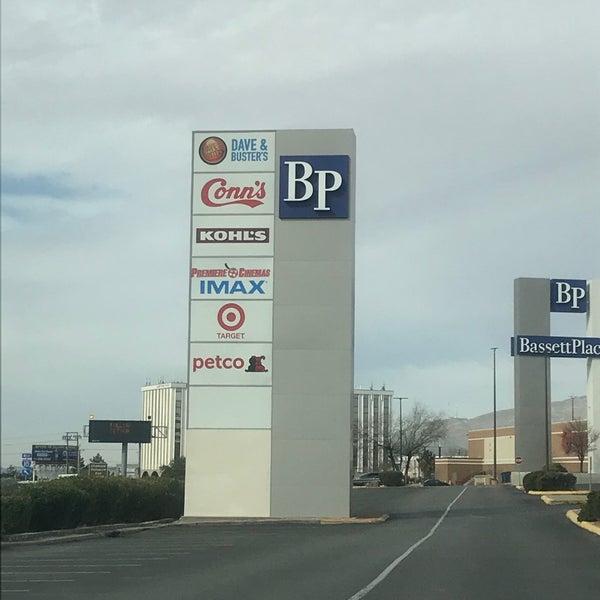 DAVE &
BUSTER'S
BP
Conn's
KOHL'S
PREMIERE CINEMAS
IMAX
TARGET
petco
BP
BassettPlac